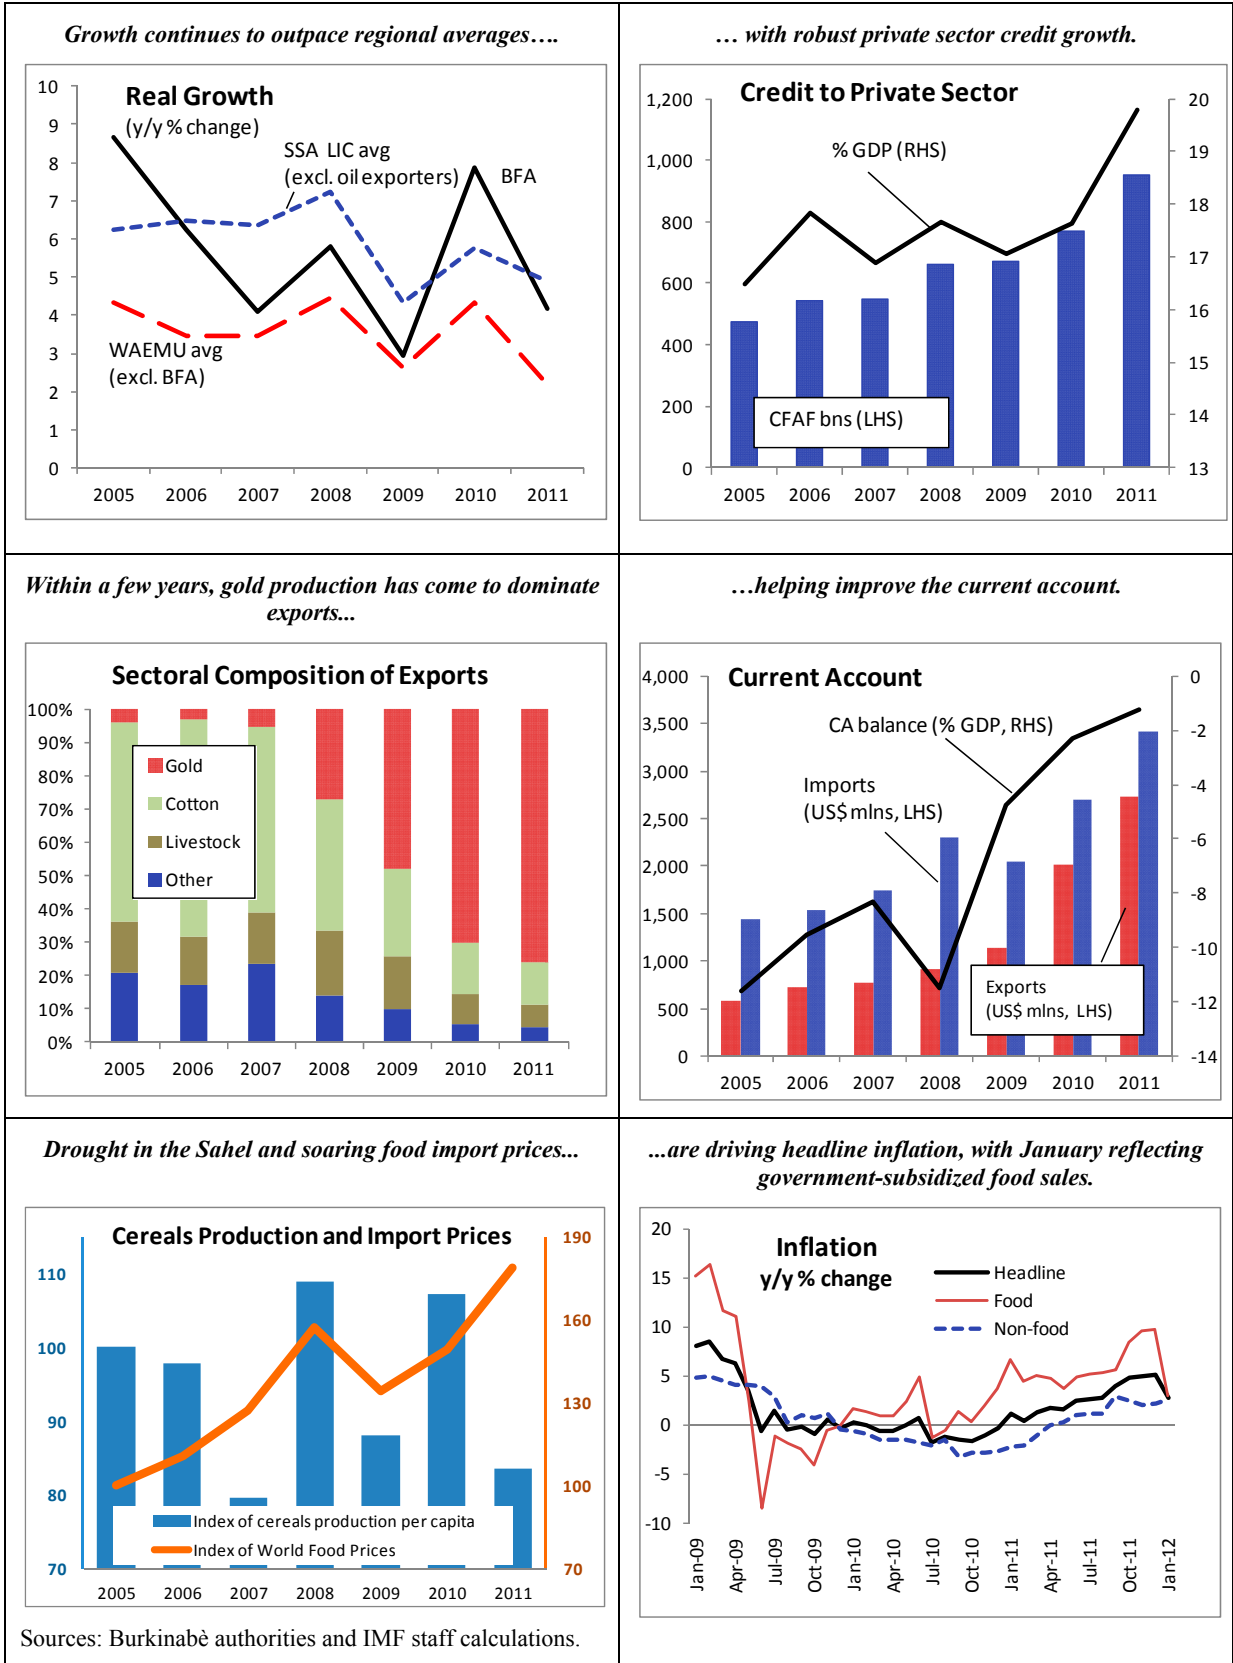 Growth continues to outpace regional averages….
Real Growth
(y/y % change)
SSA LIC avg
(excl. oil exporters)
BFA
WAEMU avg
(excl. BFA)
10
9
8
7
6
5
4
3
2
1
0
2005 2006 2007 2008 2009 2010 2011
… with robust private sector credit growth.
Credit to Private Sector
% GDP (RHS)
CFAF bns (LHS)
1,200
1,000
800
600
400
200
0
20
19
18
17
16
15
14
13
2005 2006 2007 2008 2009 2010 2011
Within a few years, gold production has come to dominate
exports...
Sectoral Composition of Exports
100%
90%
80%
70%
60%
50%
40%
30%
20%
10%
0%
Gold
Cotton
Livestock
Other
2005 2006 2007 2008 2009 2010 2011
…helping improve the current account.
Current Account
CA balance (% GDP, RHS)
Imports
(US$ mlns, LHS)
Exports
(US$ mlns, LHS)
4,000
3,500
3,000
2,500
2,000
1,500
1,000
500
0
0
-2
-4
-6
-8
-10
-12
-14
2005 2006 2007 2008 2009 2010 2011
Drought in the Sahel and soaring food import prices...
Cereals Production and Import Prices
110
100
90
80
70
190
160
130
100
70
Index of cereals production per capita
Index of World Food Prices
2005 2006 2007 2008 2009 2010 2011
Sources: Burkinabè authorities and IMF staff calculations.
...are driving headline inflation, with January reflecting
government-subsidized food sales.
Inflation
y/y % change
Headline
Food
Non-food
20
15
10
5
0
-5
-10
Jan-09
Apr-09
Jul-09
Oct-09
Jan-10
Apr-10
Jul-10
Oct-10
Jan-11
Apr-11
Jul-11
Oct-11
Jan-12